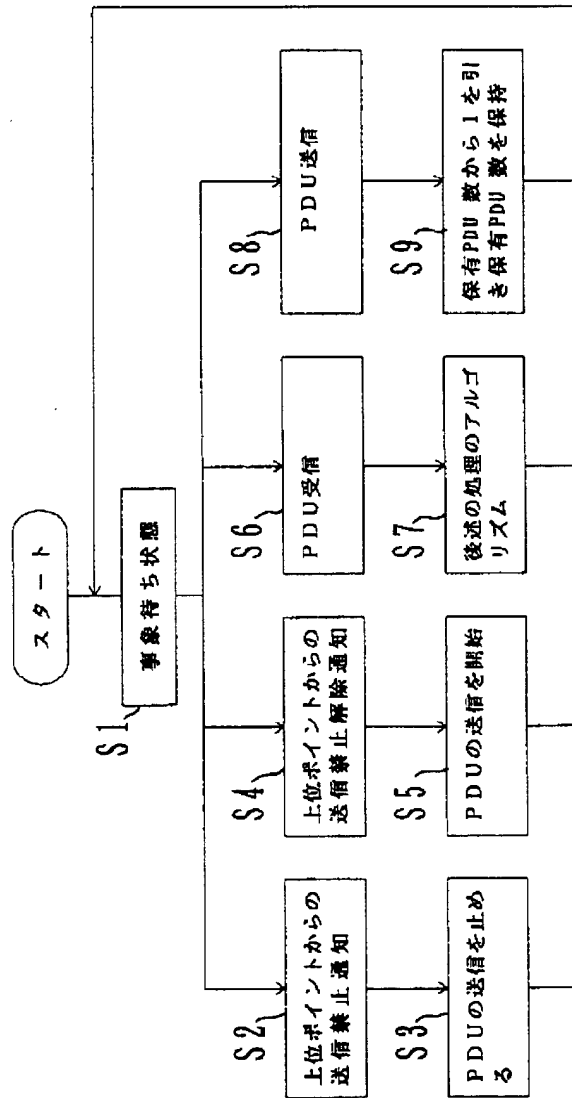 スタート
S1
事象待ち状態
S2
上位ポイントからの
送信禁止通知
S3
PDUの送信を止め
る
S4
上位ポイントからの
送信禁止解除通知
S5
PDUの送信を開始
S6
PDU受信
S7
後述の処理のアルゴ
リズム
S8
PDU送信
S9
保有PDU 数から1を引
き保有PDU 数を保持